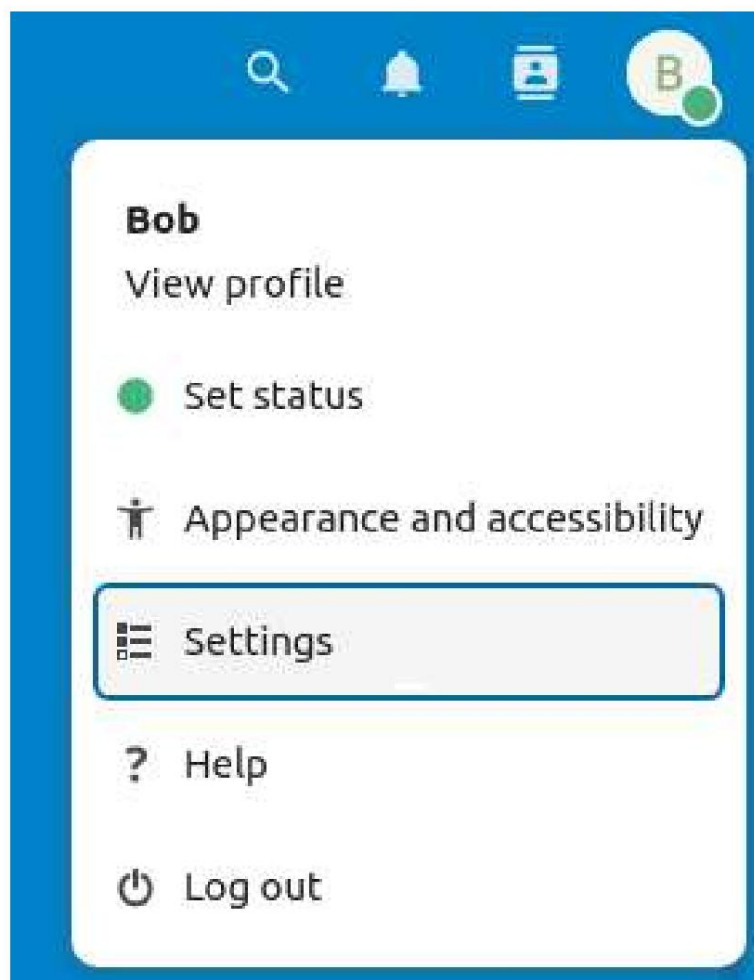 B
Bob
View profile
Set status
Appearance and accessibility
Settings
? Help
Log out